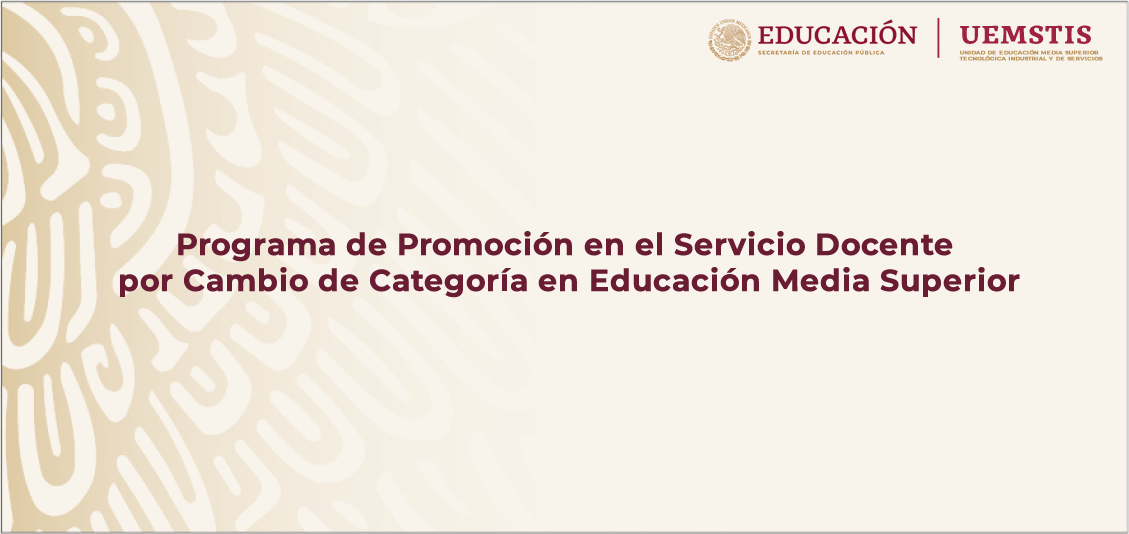 EDUCACIÓN
SECRETARÍA DE EDUCACIÓN PÚBLICA
UEMSTIS
UNIDAD DE EDUCACIÓN MEDIA SUPERIOR
TECNOLÓGICA INDUSTRIAL Y DE SERVICIOS
Programa de Promoción en el Servicio Docente
por Cambio de Categoría en Educación Media Superior